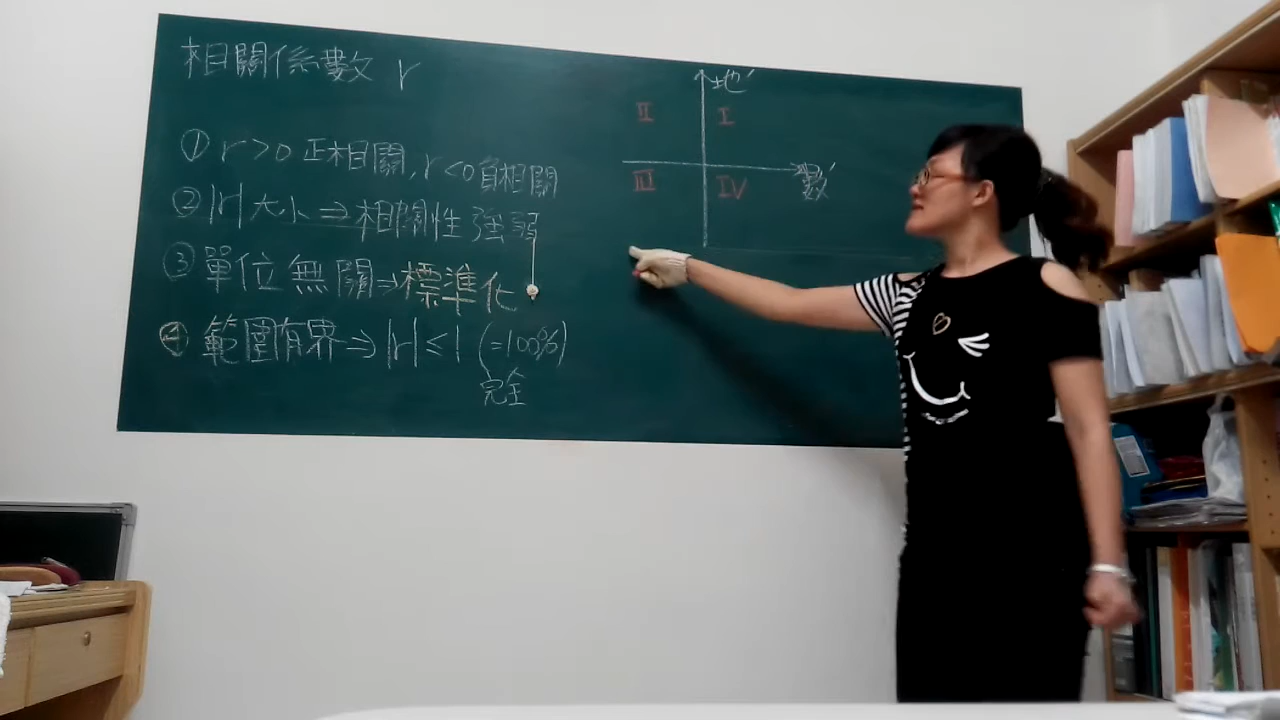 相關係數 r
① r>0 正相關, r<0 負相關
② |r|大小⇒相關性強弱
③ 單位無關⇒標準化
④ 範圍有界⇒|r|≤1 (=100%)
完全
地′
II I
數′
III IV